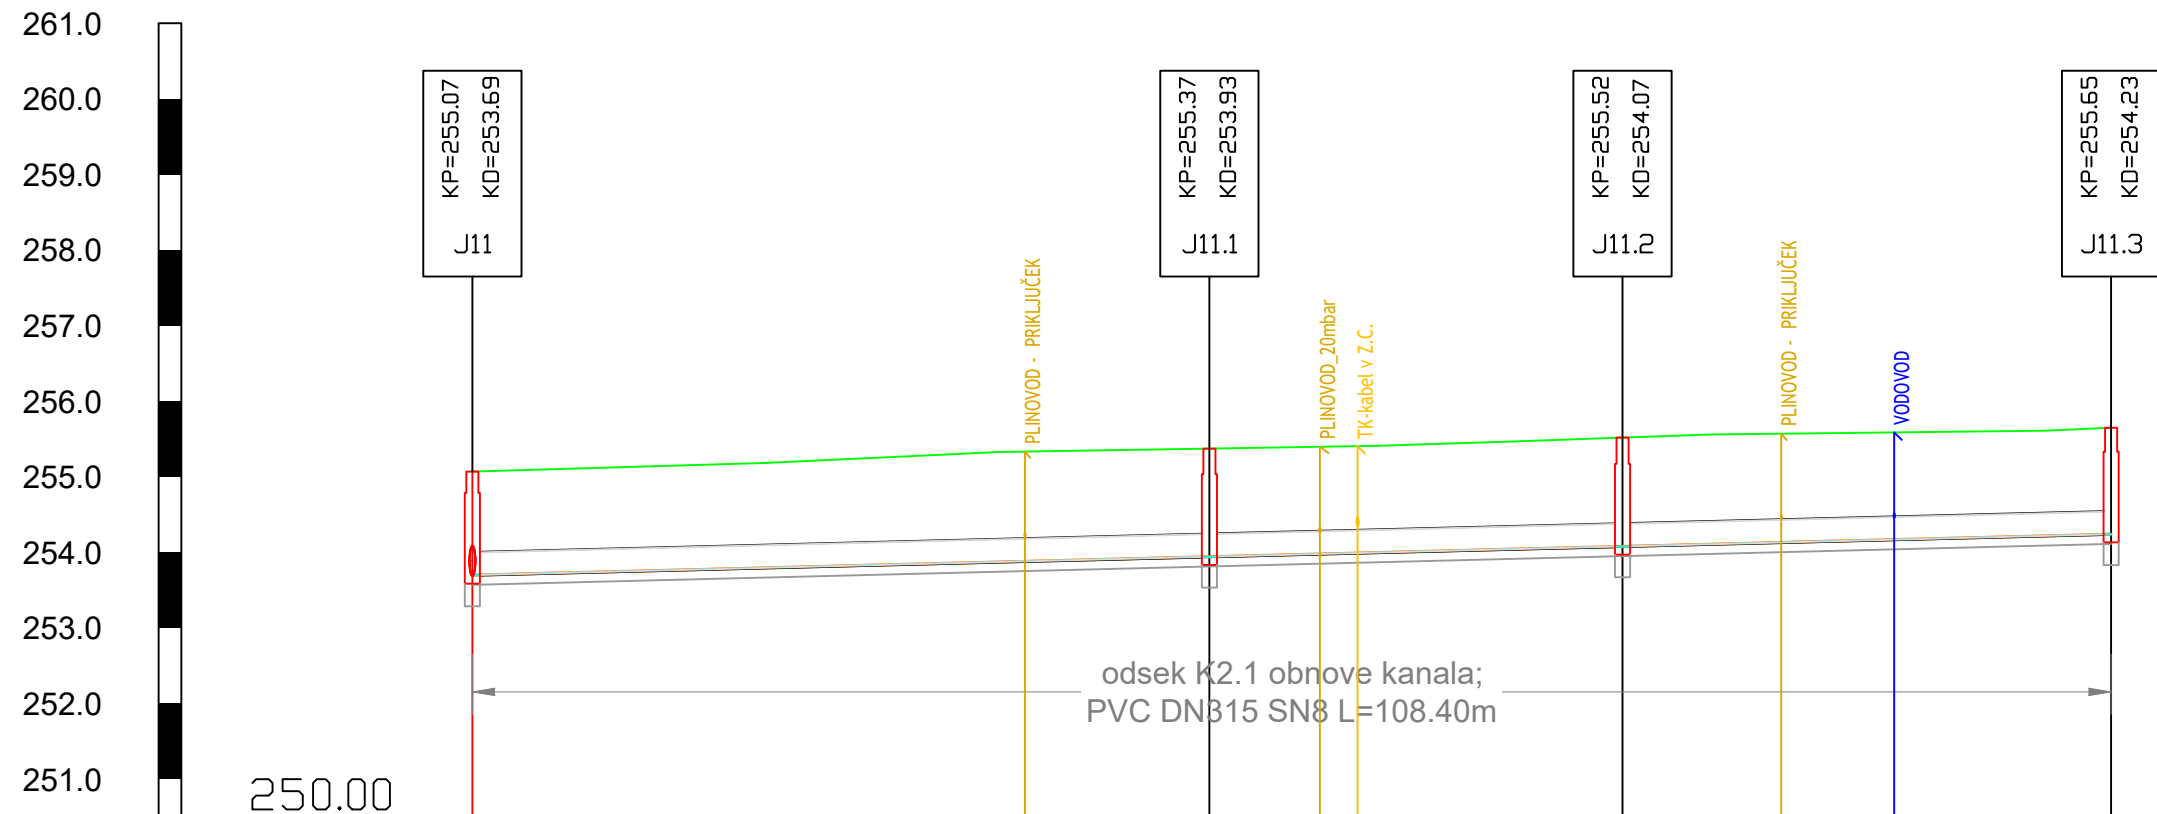 261.0
260.0
259.0
258.0
257.0
256.0
255.0
254.0
253.0
252.0
251.0
250.00
KP=255.07
KD=253.69
J11
KP=255.37
KD=253.93
J11.1
KP=255.52
KD=254.07
J11.2
KP=255.65
KD=254.23
J11.3
PLINOVOD - PRIKLJUČEK
PLINOVOD_20mbar
TK-kabel v Z.C.
PLINOVOD - PRIKLJUČEK
VODOVOD
odsek K2.1 obnove kanala;
PVC DN315 SN8 L=108.40m